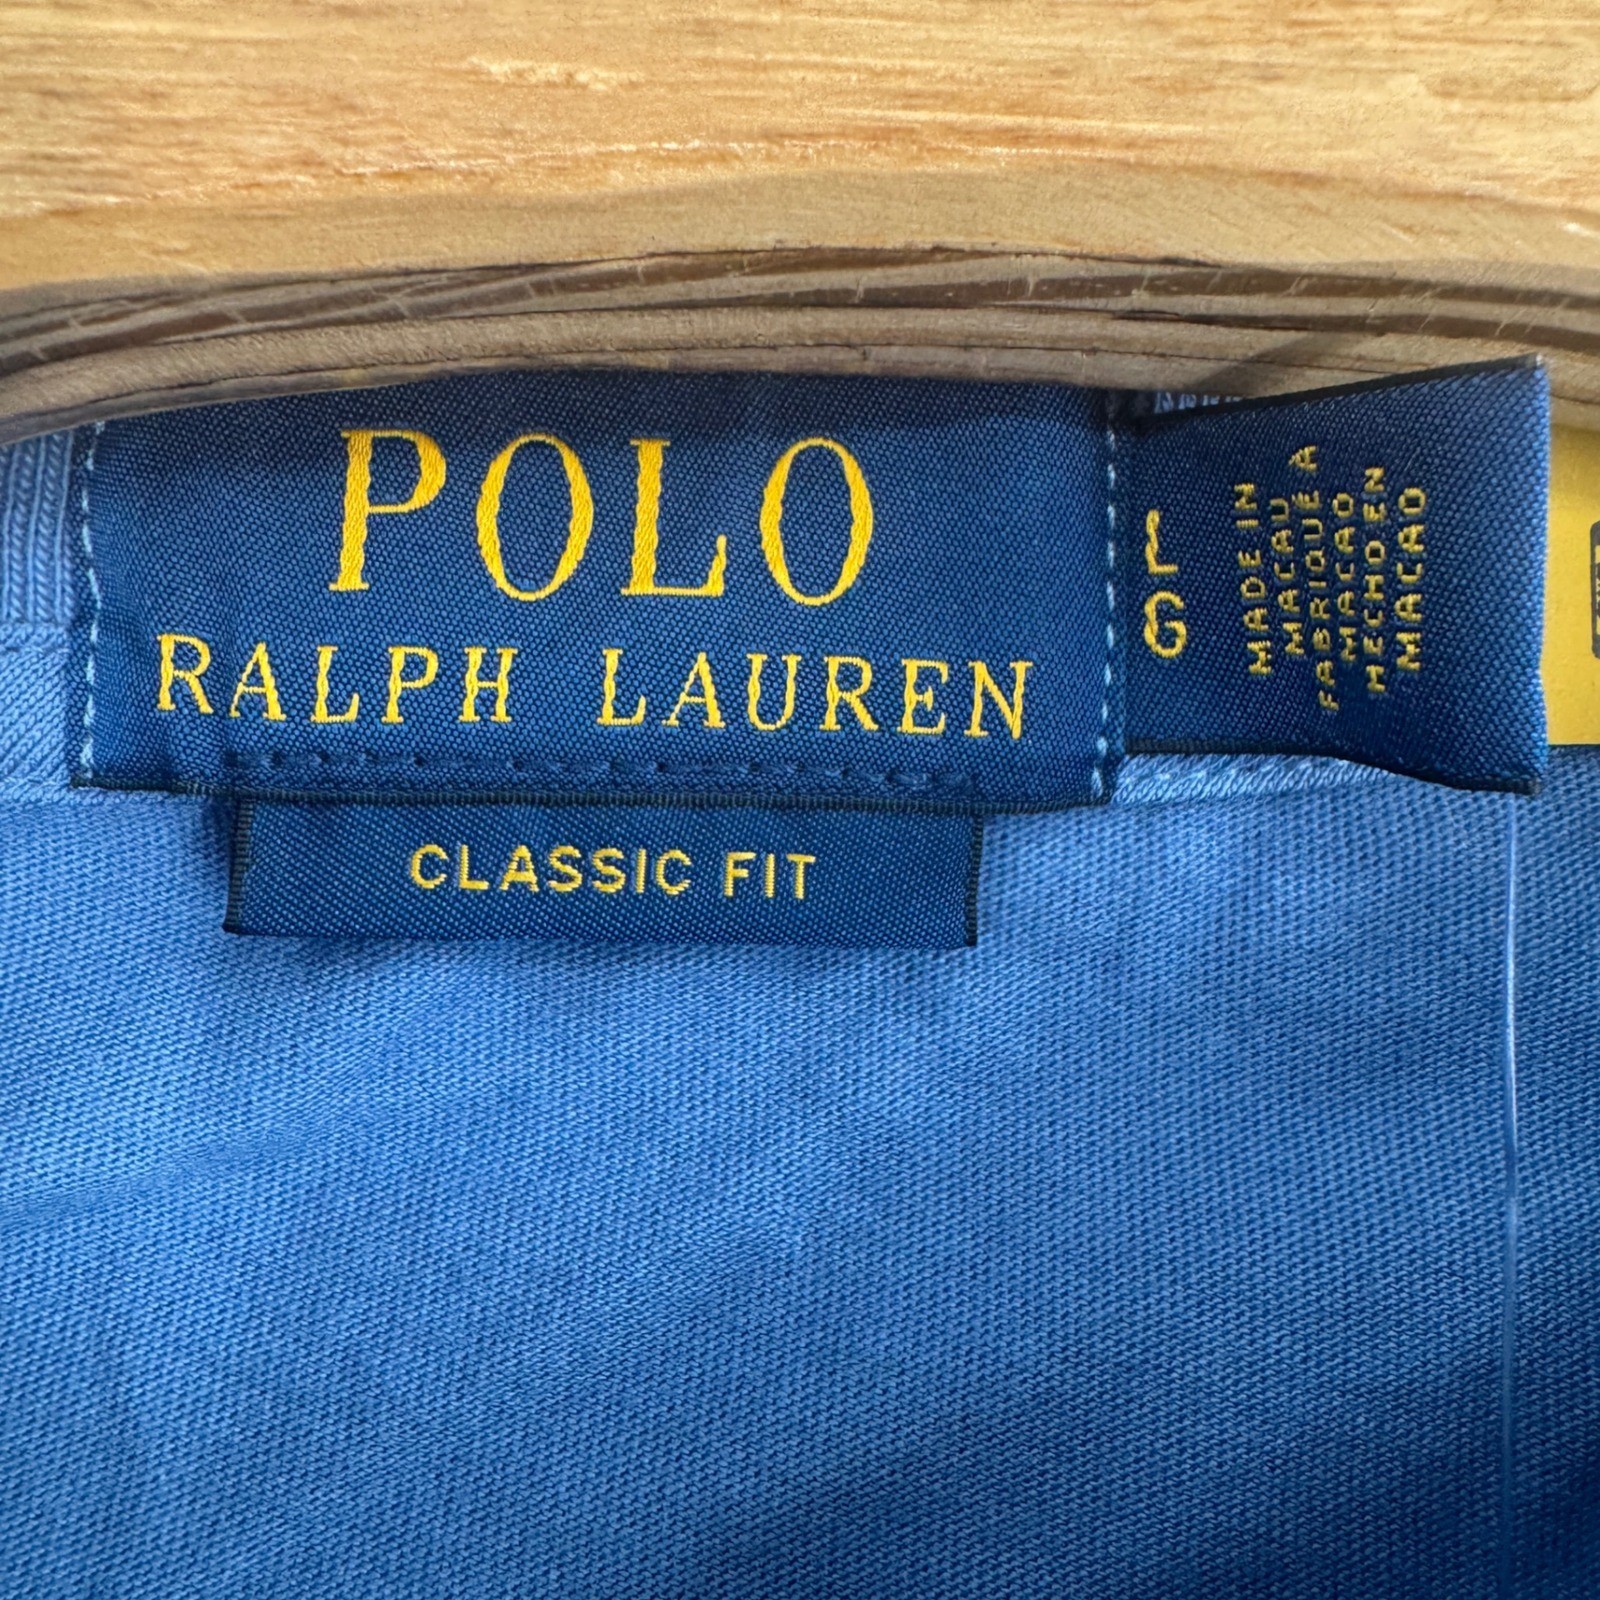 POLO
RALPH LAUREN
CLASSIC FIT
L
G
MADE IN
MACAU
FABRIQUÉ À
MACAO
HECHO EN
MACAO